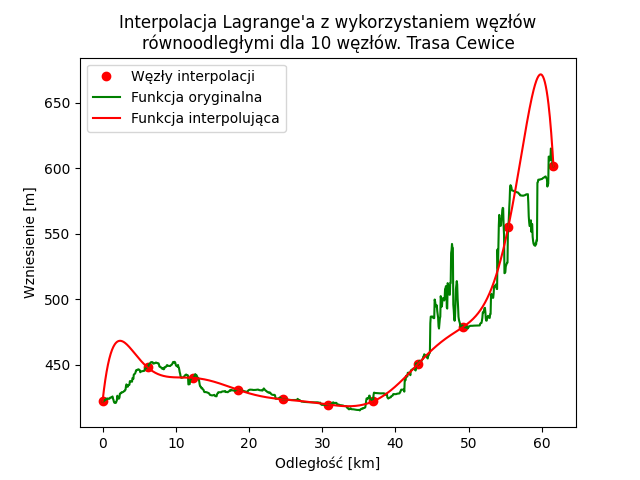 Interpolacja Lagrange'a z wykorzystaniem węzłów
równoodległymi dla 10 węzłów. Trasa Cewice
Węzły interpolacji
Funkcja oryginalna
Funkcja interpolująca
Wzniesienie [m]
650
600
550
500
450
0 10 20 30 40 50 60
Odległość [km]